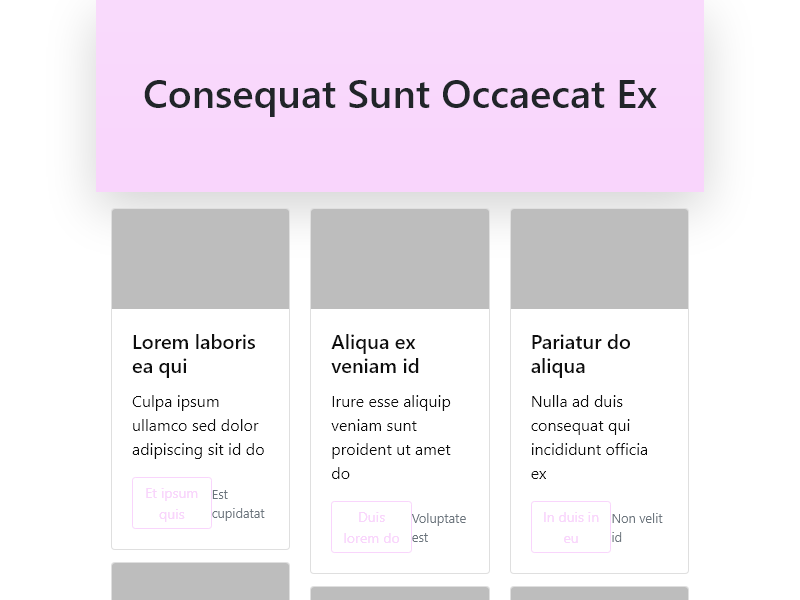 Consequat Sunt Occaecat Ex
Lorem laboris
ea qui
Culpa ipsum
ullamco sed dolor
adipiscing sit id do
Et ipsum
quis
Est
cupidatat
Aliqua ex
veniam id
Irure esse aliquip
veniam sunt
proident ut amet
do
Duis
lorem do
Voluptate
est
Pariatur do
aliqua
Nulla ad duis
consequat qui
incididunt officia
ex
In duis in
eu
Non velit
id